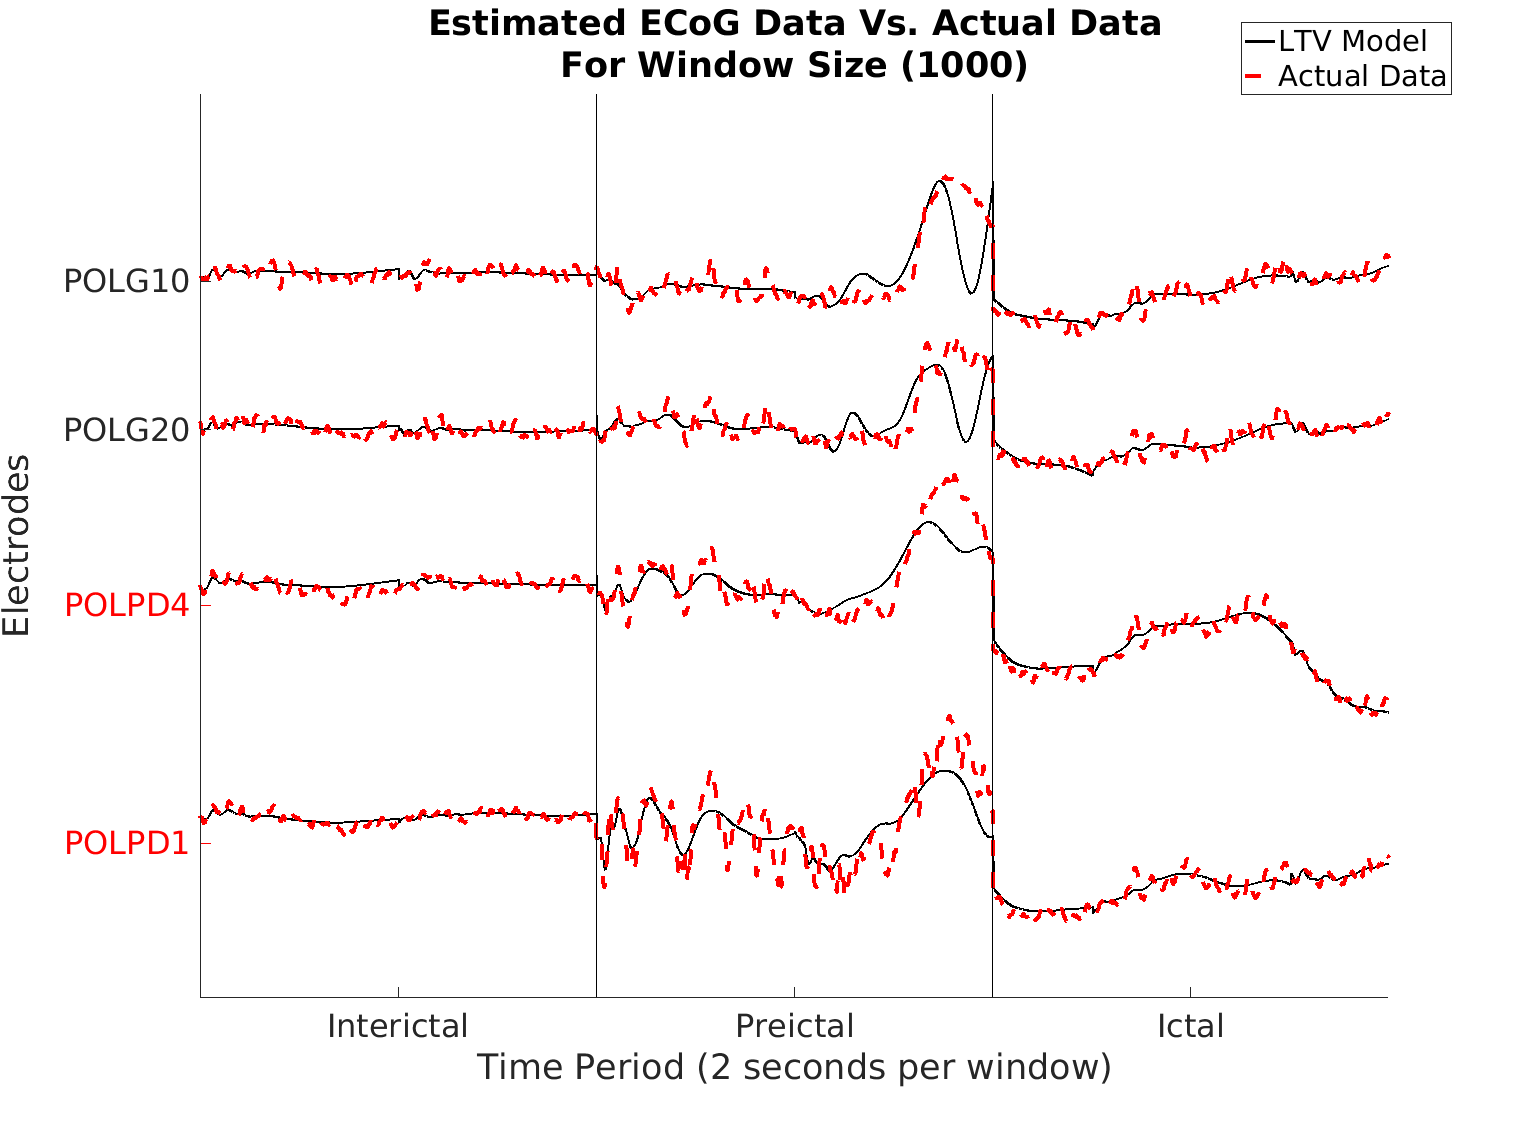 Estimated ECoG Data Vs. Actual Data
For Window Size (1000)
LTV Model
Actual Data
Electrodes
POLG10
POLG20
POLPD4
POLPD1
Interictal
Preictal
Ictal
Time Period (2 seconds per window)